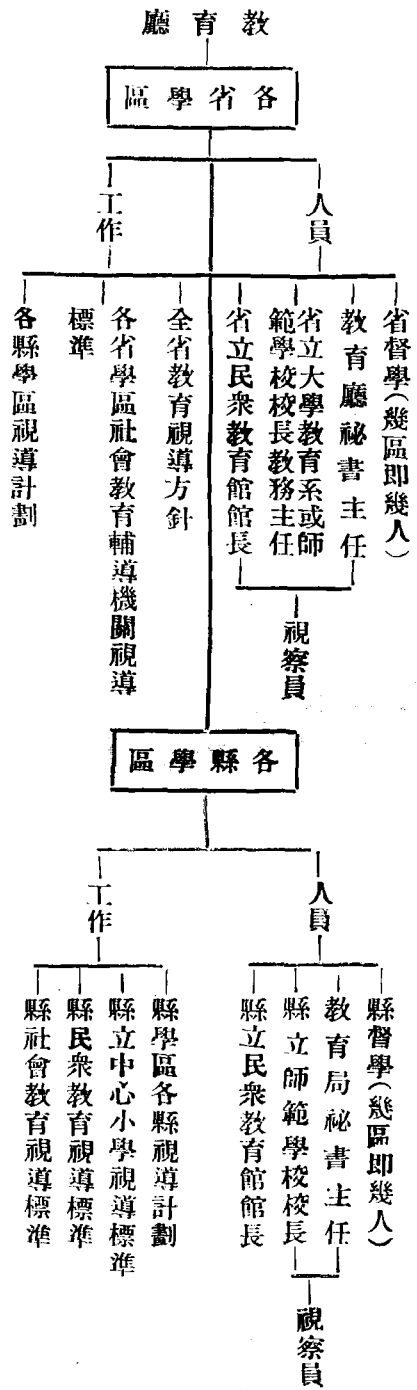 教育廳
各省學區
人員
工作
省督學(幾區即幾人)
教育廳祕書主任
省立大學教育系或師
範學校校長教務主任
省立民衆教育館館長
視察員
全省教育視導方針
各省學區社會教育輔導機關視導
標準
各縣學區視導計劃
各縣學區
人員
工作
縣督學(幾區即幾人)
教育局祕書主任
縣立師範學校校長
縣立民衆教育館館長
視察員
縣學區各縣視導計劃
縣立中心小學視導標準
縣民衆教育視導標準
縣社會教育視導標準